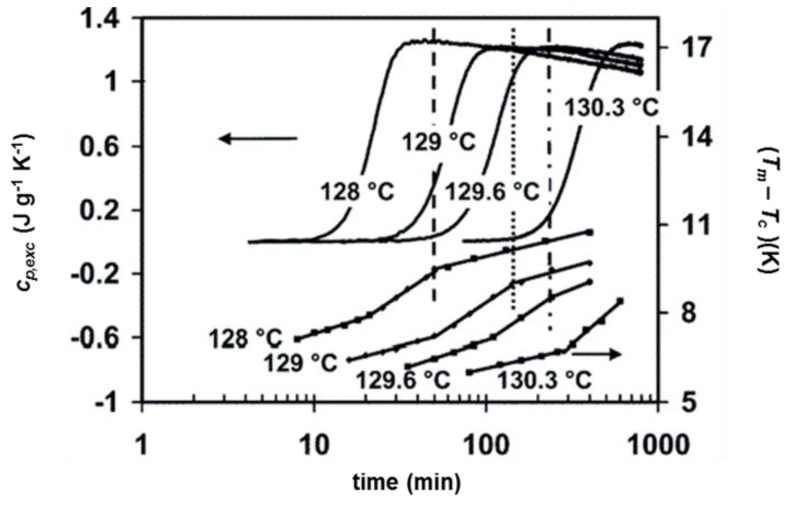 1.4
1
0.6
0.2
-0.2
-0.6
-1
c_{p,exc} (J g⁻¹ K⁻¹)
17
14
11
8
5
(T_m – T_c)(K)
130.3 °C
129 °C
128 °C
129.6 °C
128 °C
129 °C
129.6 °C
130.3 °C
1 10 100 1000
time (min)